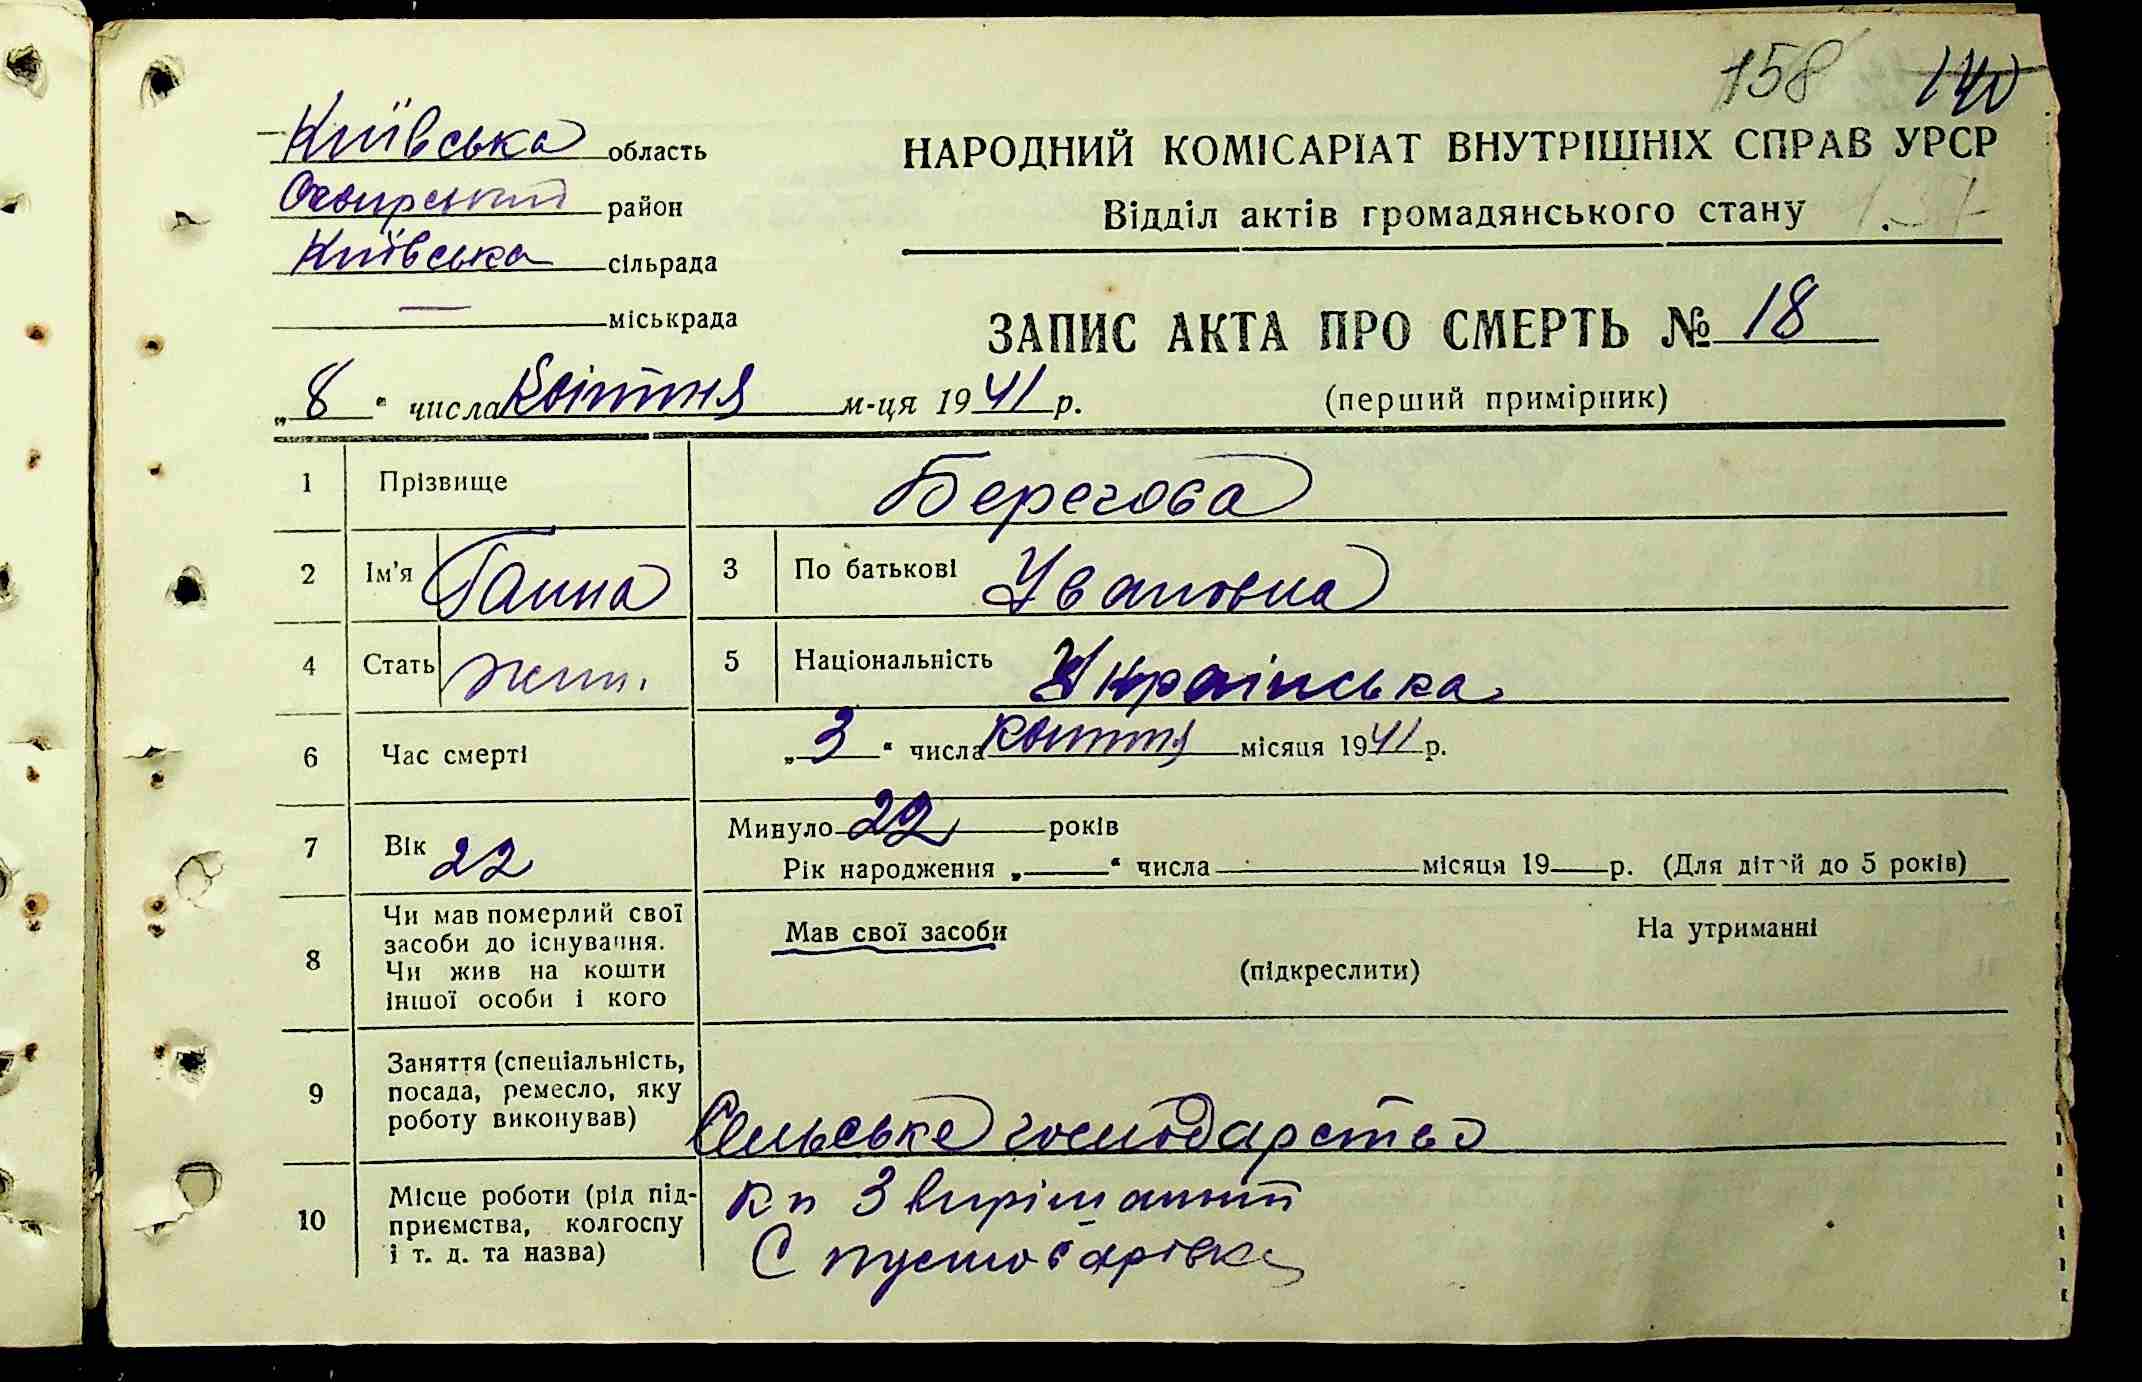 158 140
Київська область
НАРОДНИЙ КОМІСАРІАТ ВНУТРІШНІХ СПРАВ УРСР
район
Відділ актів громадянського стану 137
Київська сільрада
міськрада
ЗАПИС АКТА ПРО СМЕРТЬ № 18
„8“ числа Квітня м-ця 1941 р.
(перший примірник)
1 Прізвище Берегова
2 Ім'я Ганна 3 По батькові Увановна
4 Стать жін. 5 Національність Українська
6 Час смерті „3“ числа квітня місяця 1941 р.
7 Вік 22 Минуло 22 років
Рік народження „—“ числа — місяця 19—р. (Для дітей до 5 років)
8 Чи мав померлий свої засоби до існування. Чи жив на кошти іншої особи і кого
Мав свої засоби На утриманні
(підкреслити)
9 Заняття (спеціальність, посада, ремесло, яку роботу виконував) Сельське господарство
10 Місце роботи (рід підприємства, колгоспу і т. д. та назва)
С пустоварівка